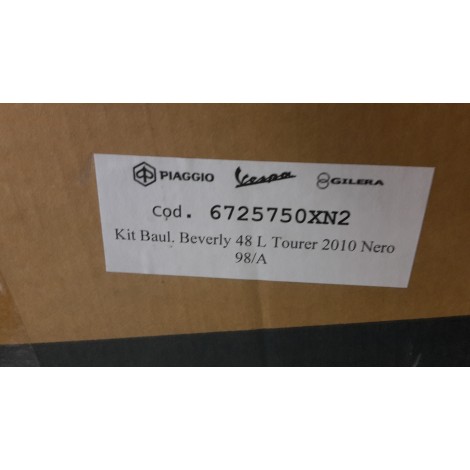 PIAGGIO Vespa GILERA
Cod. 6725750XN2
Kit Baul. Beverly 48 L Tourer 2010 Nero
98/A